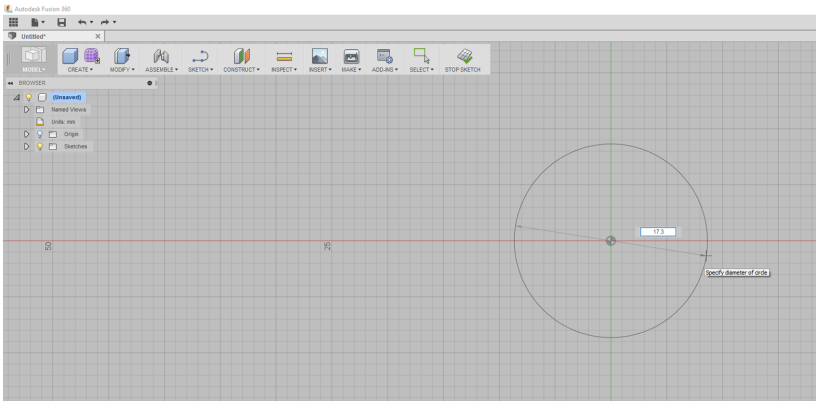 Autodesk Fusion 360
Untitled*
MODEL
CREATE
MODIFY
ASSEMBLE
SKETCH
CONSTRUCT
INSPECT
INSERT
MAKE
ADD-INS
SELECT
STOP SKETCH
BROWSER
(Unsaved)
Named Views
Units: mm
Origin
Sketches
17.3
50
25
Specify diameter of circle